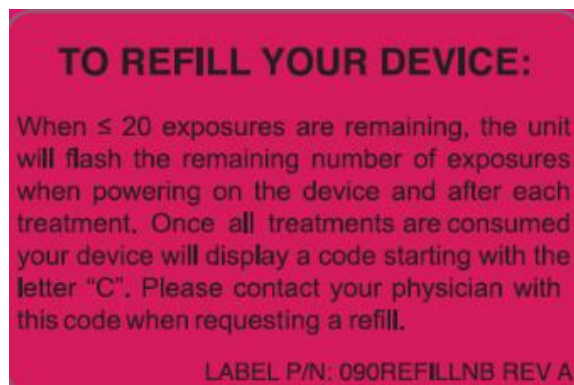 TO REFILL YOUR DEVICE:
When ≤ 20 exposures are remaining, the unit
will flash the remaining number of exposures
when powering on the device and after each
treatment. Once all treatments are consumed
your device will display a code starting with the
letter “C”. Please contact your physician with
this code when requesting a refill.
LABEL P/N: 090REFILLNB REV A